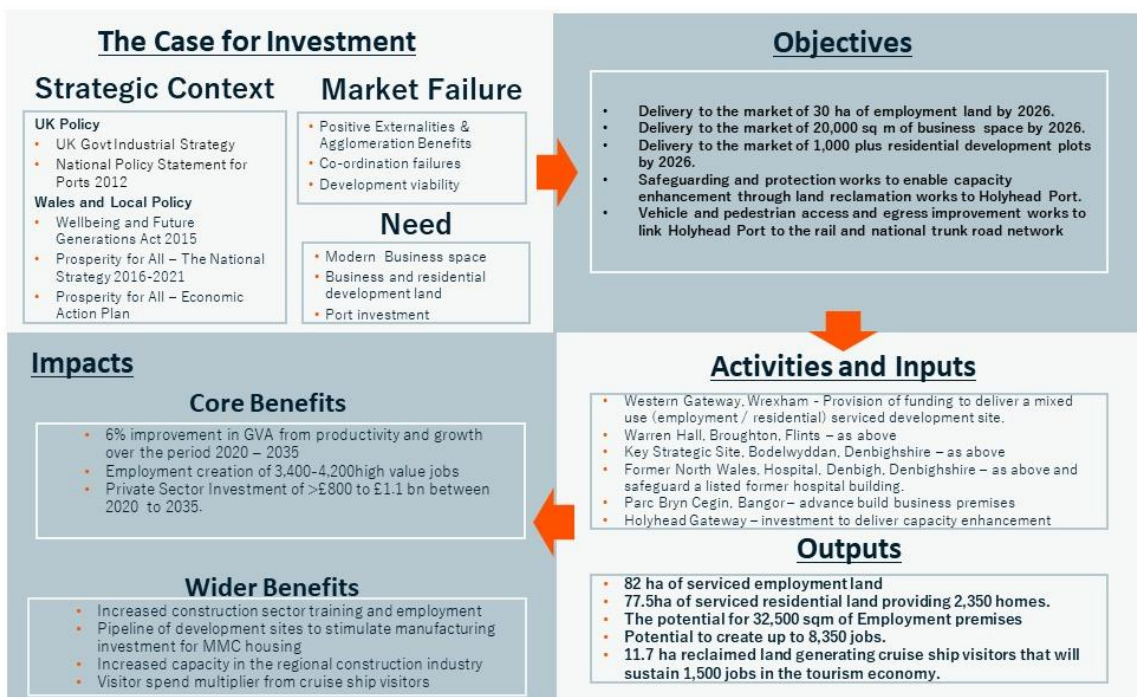 The Case for Investment
Strategic Context
UK Policy
• UK Govt Industrial Strategy
• National Policy Statement for
Ports 2012
Wales and Local Policy
• Wellbeing and Future
Generations Act 2015
• Prosperity for All – The National
Strategy 2016-2021
• Prosperity for All – Economic
Action Plan
Market Failure
• Positive Externalities &
Agglomeration Benefits
• Co-ordination failures
• Development viability
Need
• Modern Business space
• Business and residential
development land
• Port investment
Objectives
• Delivery to the market of 30 ha of employment land by 2026.
• Delivery to the market of 20,000 sq m of business space by 2026.
• Delivery to the market of 1,000 plus residential development plots
by 2026.
• Safeguarding and protection works to enable capacity
enhancement through land reclamation works to Holyhead Port.
• Vehicle and pedestrian access and egress improvement works to
link Holyhead Port to the rail and national trunk road network
Activities and Inputs
• Western Gateway, Wrexham - Provision of funding to deliver a mixed
use (employment / residential) serviced development site.
• Warren Hall, Broughton, Flints – as above
• Key Strategic Site, Bodelwyddan, Denbighshire – as above
• Former North Wales, Hospital, Denbigh, Denbighshire – as above and
safeguard a listed former hospital building.
• Parc Bryn Cegin, Bangor – advance build business premises
• Holyhead Gateway – investment to deliver capacity enhancement
Outputs
• 82 ha of serviced employment land
• 77.5ha of serviced residential land providing 2,350 homes.
• The potential for 32,500 sqm of Employment premises
• Potential to create up to 8,350 jobs.
• 11.7 ha reclaimed land generating cruise ship visitors that will
sustain 1,500 jobs in the tourism economy.
Impacts
Core Benefits
• 6% improvement in GVA from productivity and growth
over the period 2020 – 2035
• Employment creation of 3,400-4,200high value jobs
• Private Sector Investment of >£800 to £1.1 bn between
2020 to 2035.
Wider Benefits
• Increased construction sector training and employment
• Pipeline of development sites to stimulate manufacturing
investment for MMC housing
• Increased capacity in the regional construction industry
• Visitor spend multiplier from cruise ship visitors